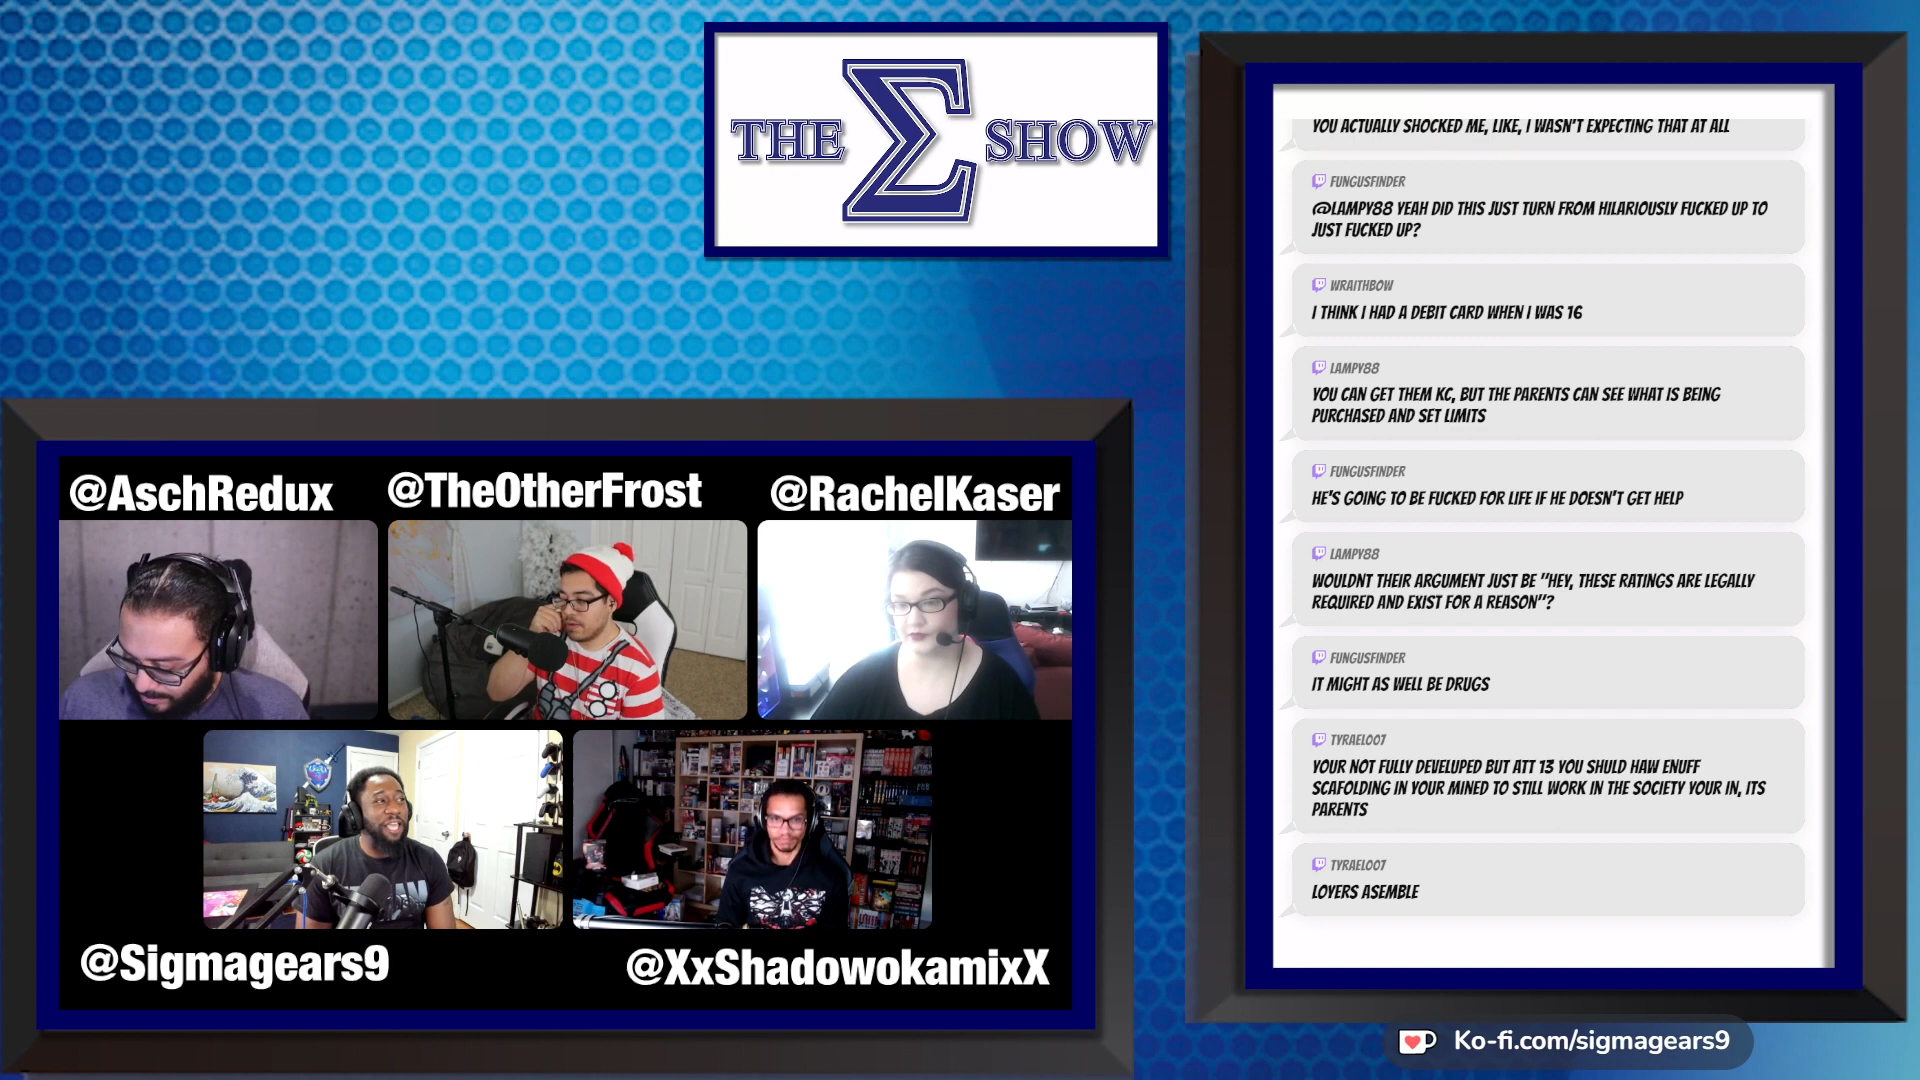 THE Σ SHOW
@AschRedux
@TheOtherFrost
@RachelKaser
@Sigmagears9
@XxShadowokamixX
YOU ACTUALLY SHOCKED ME, LIKE, I WASN'T EXPECTING THAT AT ALL
FUNGUSFINDER
@LAMPY88 YEAH DID THIS JUST TURN FROM HILARIOUSLY FUCKED UP TO
JUST FUCKED UP?
WRAITHBOW
I THINK I HAD A DEBIT CARD WHEN I WAS 16
LAMPY88
YOU CAN GET THEM KC, BUT THE PARENTS CAN SEE WHAT IS BEING
PURCHASED AND SET LIMITS
FUNGUSFINDER
HE'S GOING TO BE FUCKED FOR LIFE IF HE DOESN'T GET HELP
LAMPY88
WOULDNT THEIR ARGUMENT JUST BE "HEY, THESE RATINGS ARE LEGALLY
REQUIRED AND EXIST FOR A REASON"?
FUNGUSFINDER
IT MIGHT AS WELL BE DRUGS
TYRAEL007
YOUR NOT FULLY DEVELOPED BUT ATT 13 YOU SHULD HAW ENUFF
SCAFOLDING IN YOUR MINED TO STILL WORK IN THE SOCIETY YOUR IN, ITS
PARENTS
TYRAEL007
LOYERS ASEMBLE
Ko-fi.com/sigmagears9